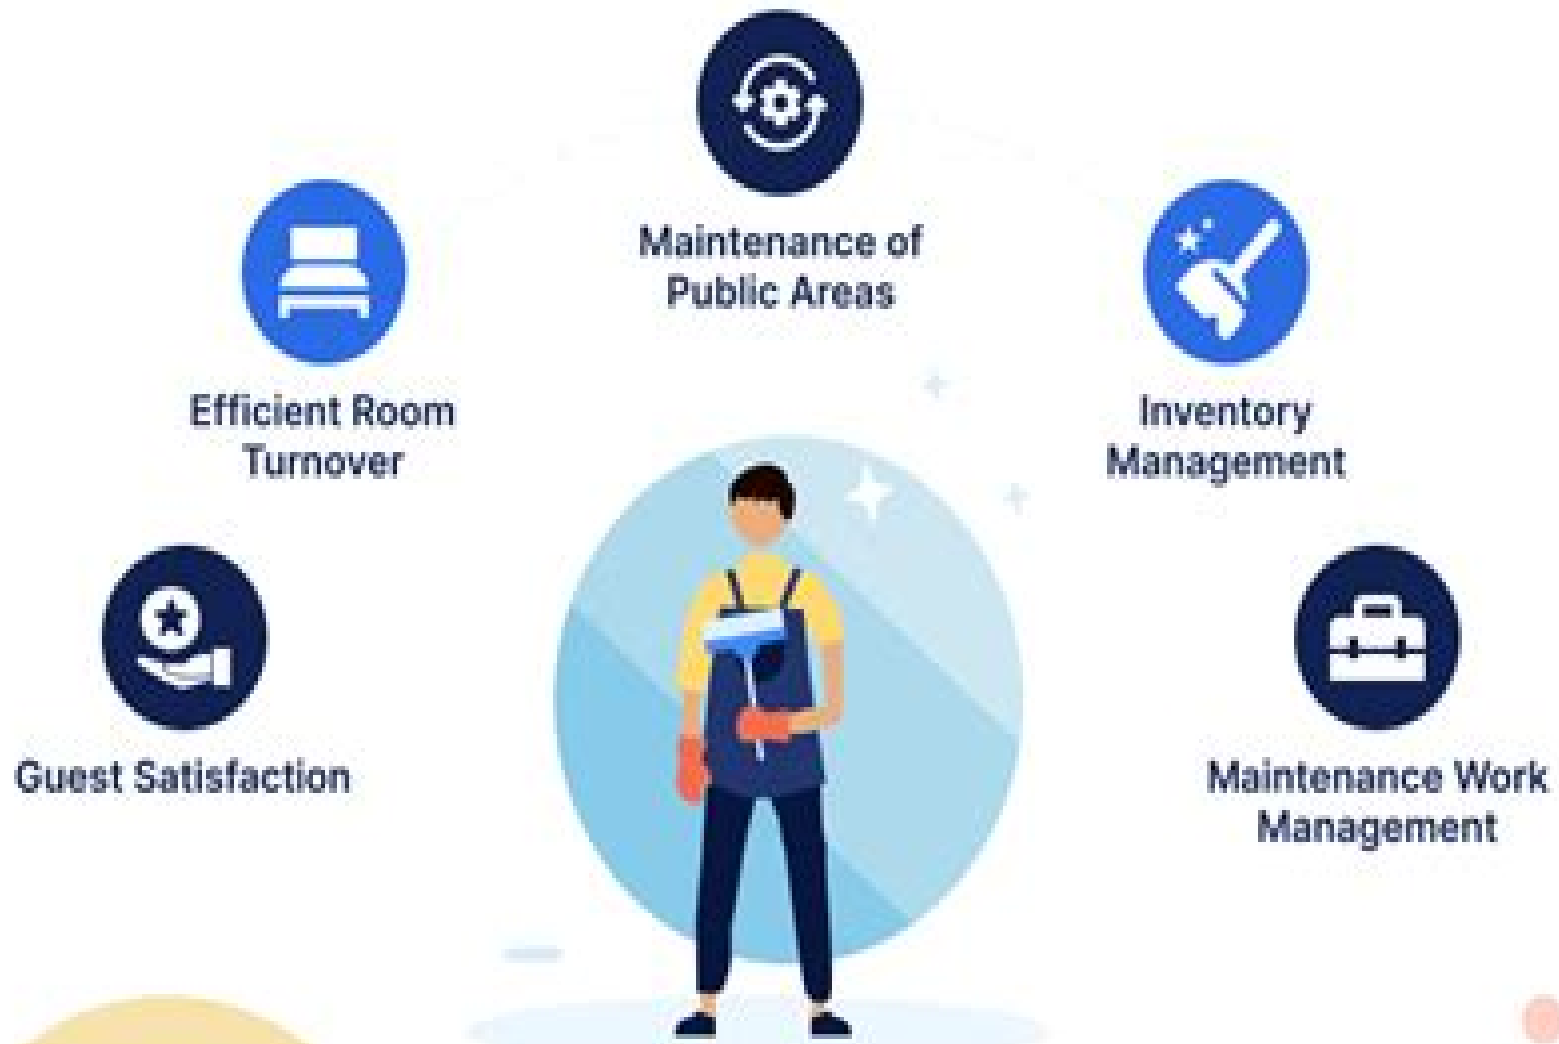 Maintenance of
Public Areas
Efficient Room
Turnover
Inventory
Management
Guest Satisfaction
Maintenance Work
Management